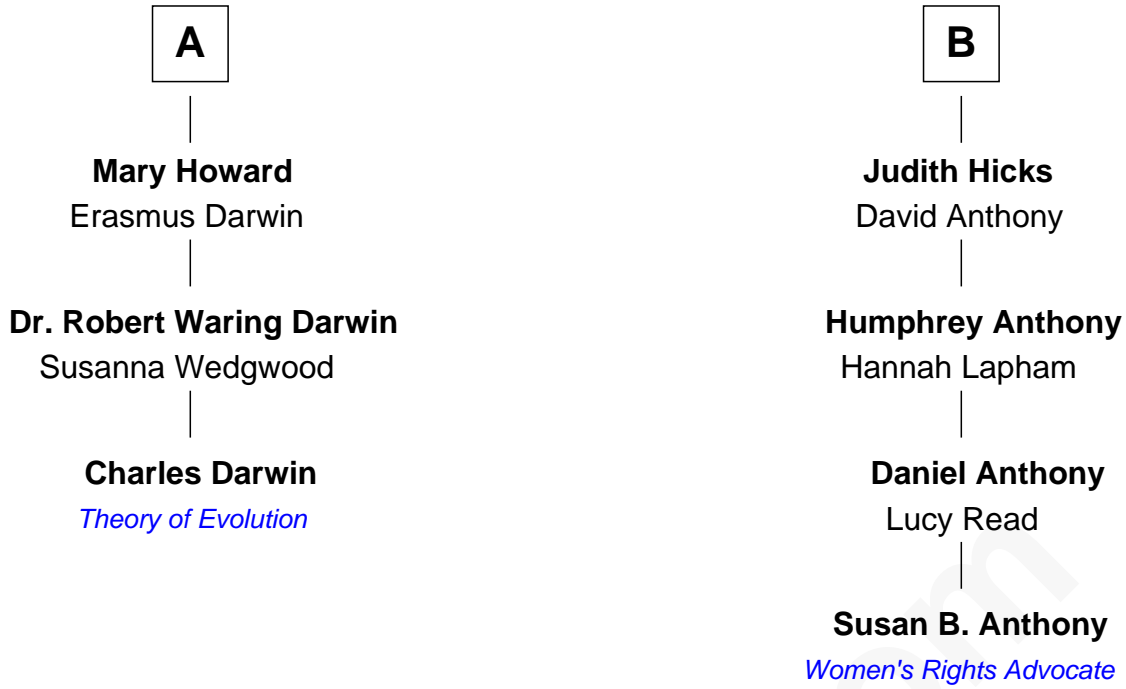 A
Mary Howard
Erasmus Darwin
Dr. Robert Waring Darwin
Susanna Wedgwood
Charles Darwin
Theory of Evolution
B
Judith Hicks
David Anthony
Humphrey Anthony
Hannah Lapham
Daniel Anthony
Lucy Read
Susan B. Anthony
Women's Rights Advocate